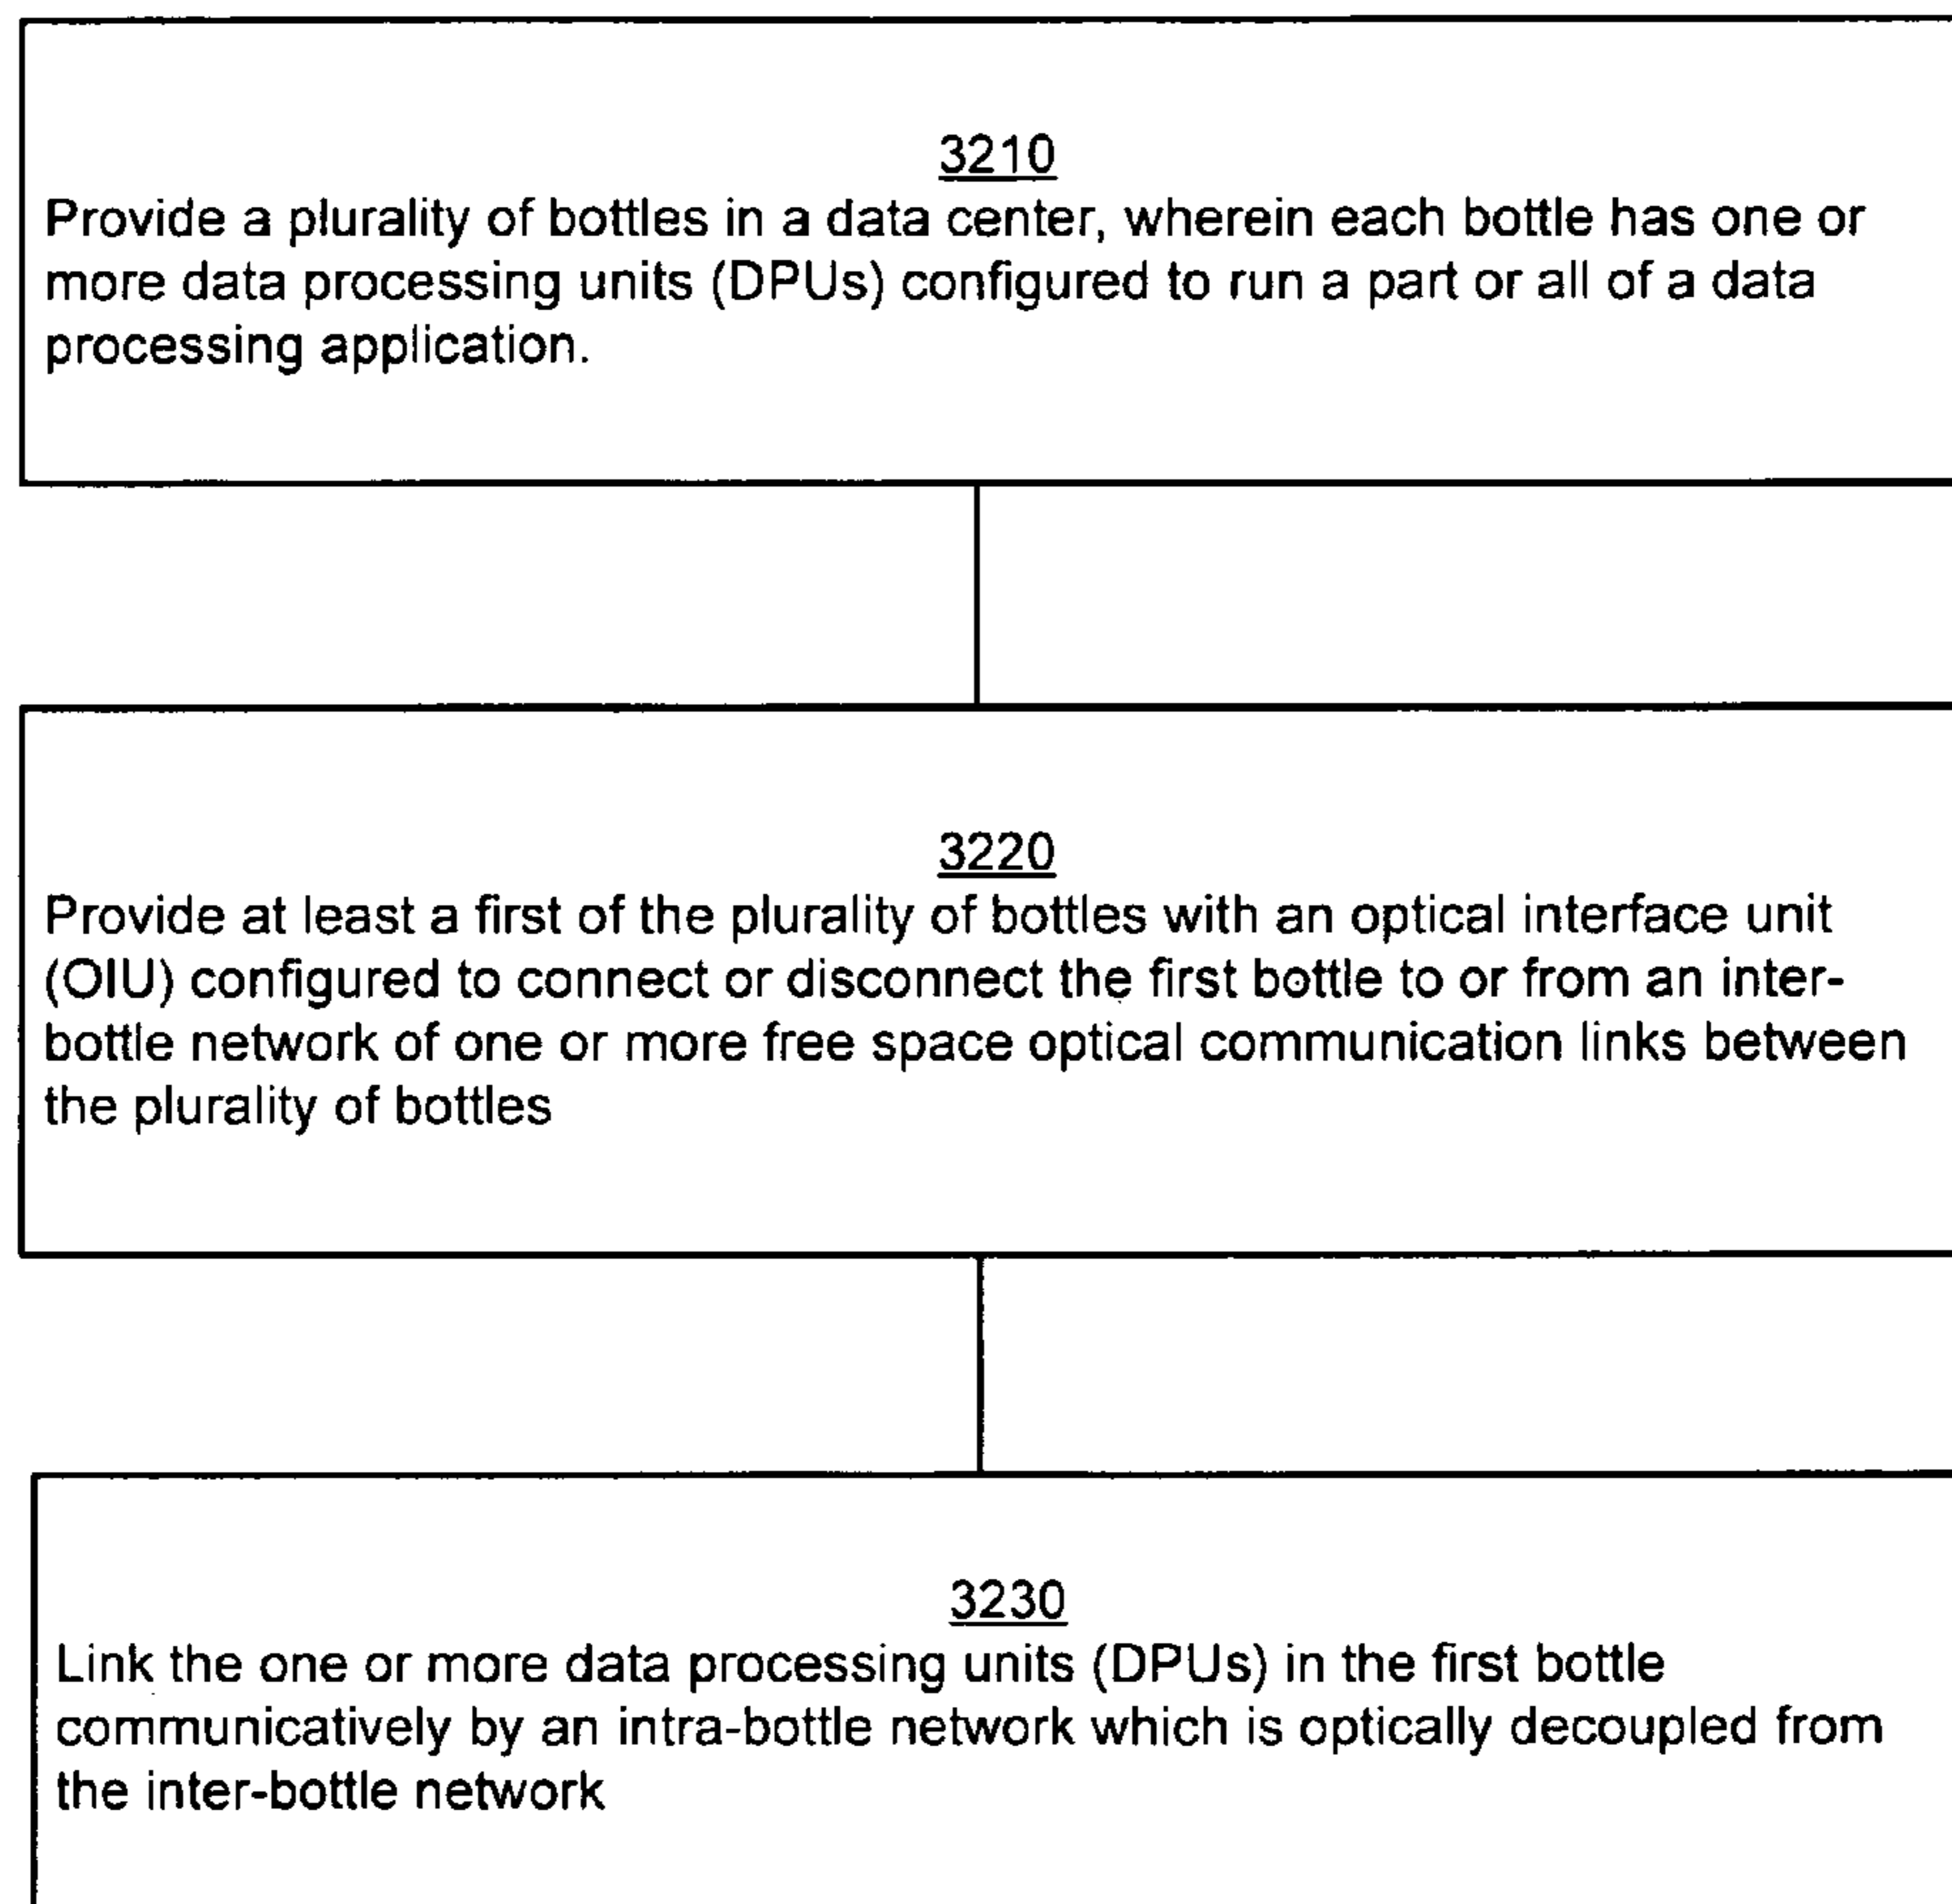 3210
Provide a plurality of bottles in a data center, wherein each bottle has one or
more data processing units (DPUs) configured to run a part or all of a data
processing application.
3220
Provide at least a first of the plurality of bottles with an optical interface unit
(OIU) configured to connect or disconnect the first bottle to or from an inter-
bottle network of one or more free space optical communication links between
the plurality of bottles
3230
Link the one or more data processing units (DPUs) in the first bottle
communicatively by an intra-bottle network which is optically decoupled from
the inter-bottle network